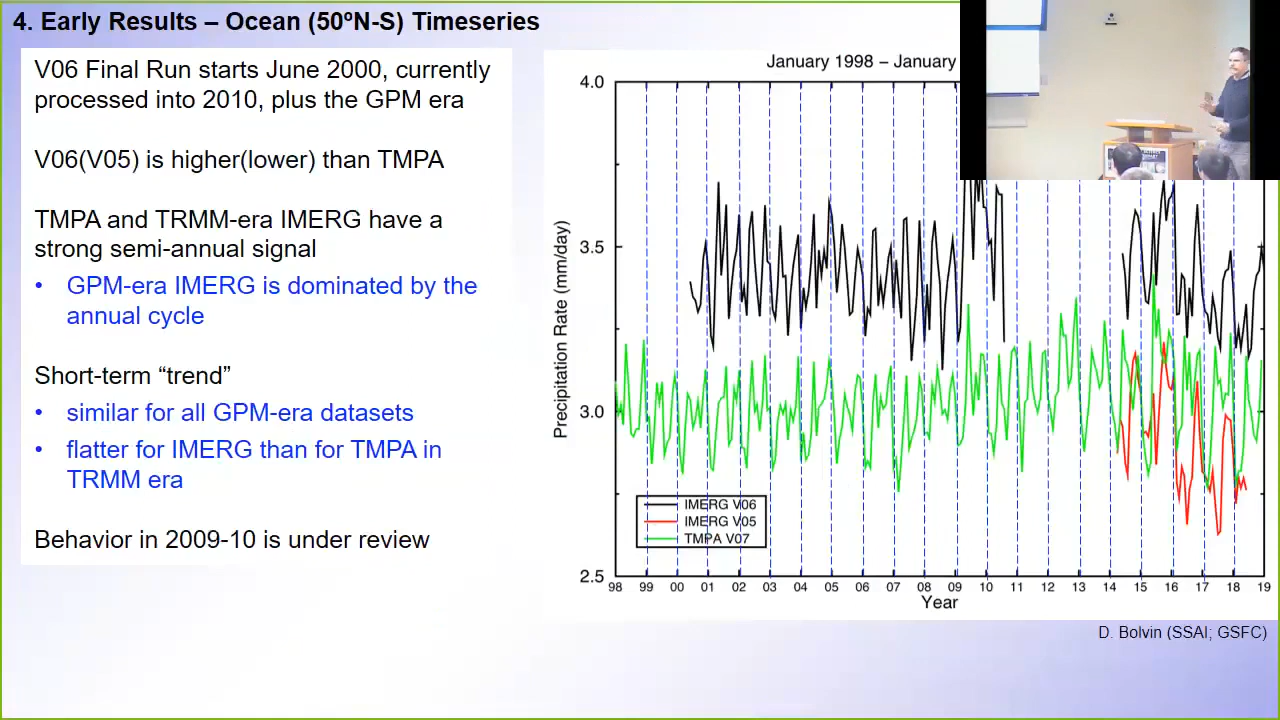 4. Early Results – Ocean (50ºN-S) Timeseries
V06 Final Run starts June 2000, currently
processed into 2010, plus the GPM era
V06(V05) is higher(lower) than TMPA
TMPA and TRMM-era IMERG have a
strong semi-annual signal
• GPM-era IMERG is dominated by the
annual cycle
Short-term “trend”
• similar for all GPM-era datasets
• flatter for IMERG than for TMPA in
TRMM era
Behavior in 2009-10 is under review
January 1998 – January
4.0
3.5
3.0
2.5
Precipitation Rate (mm/day)
IMERG V06
IMERG V05
TMPA V07
98 99 00 01 02 03 04 05 06 07 08 09 10 11 12 13 14 15 16 17 18 19
Year
D. Bolvin (SSAI; GSFC)